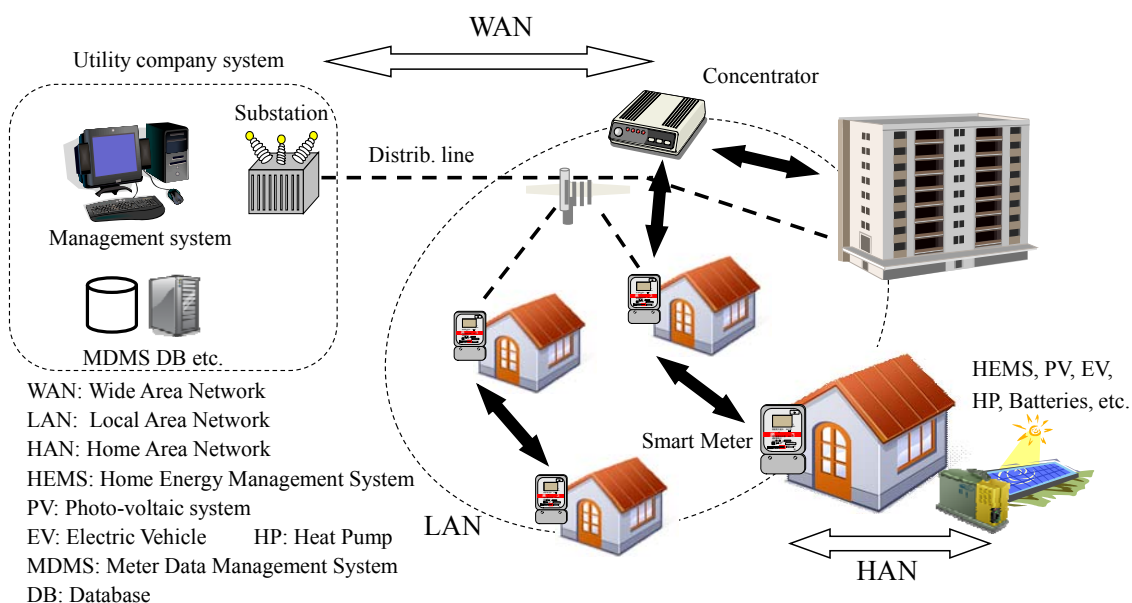 WAN
Utility company system
Concentrator
Substation
Distrib. line
Management system
MDMS DB etc.
HEMS, PV, EV,
HP, Batteries, etc.
Smart Meter
LAN
HAN
WAN: Wide Area Network
LAN: Local Area Network
HAN: Home Area Network
HEMS: Home Energy Management System
PV: Photo-voltaic system
EV: Electric Vehicle HP: Heat Pump
MDMS: Meter Data Management System
DB: Database